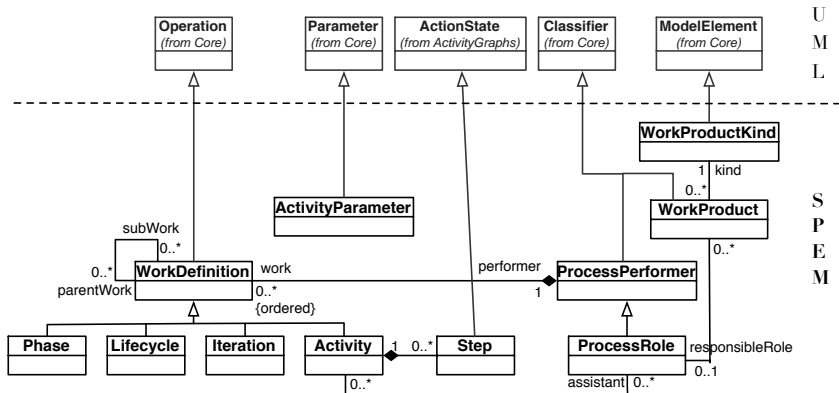 Operation
(from Core)
Parameter
(from Core)
ActionState
(from ActivityGraphs)
Classifier
(from Core)
ModelElement
(from Core)
U
M
L
WorkProductKind
1 kind
0..*
ActivityParameter
WorkProduct
0..*
S
P
E
M
subWork
0..*
0..*
parentWork
WorkDefinition
work
0..*
{ordered}
performer
1
ProcessPerformer
Phase
Lifecycle
Iteration
Activity
1
0..*
Step
ProcessRole
responsibleRole
0..1
0..*
assistant
0..*